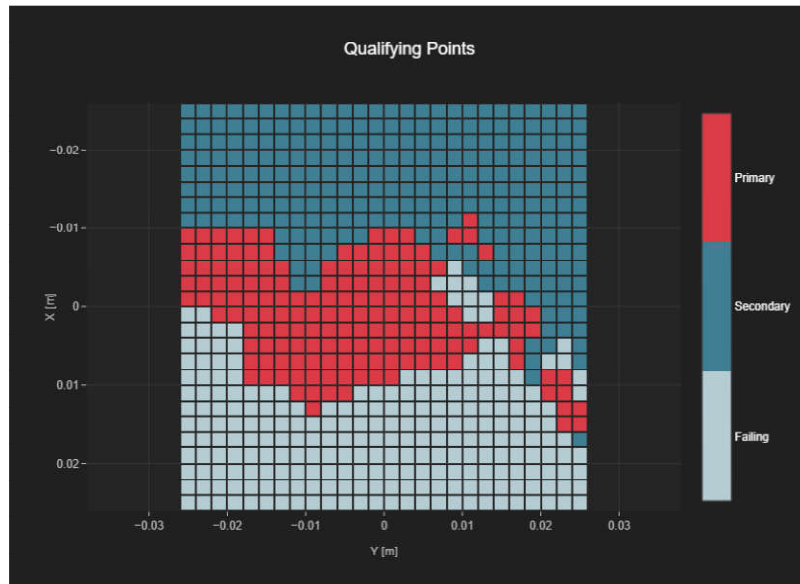 Qualifying Points
−0.02
−0.01
0
0.01
0.02
X [m]
−0.03
−0.02
−0.01
0
0.01
0.02
0.03
Y [m]
Primary
Secondary
Failing